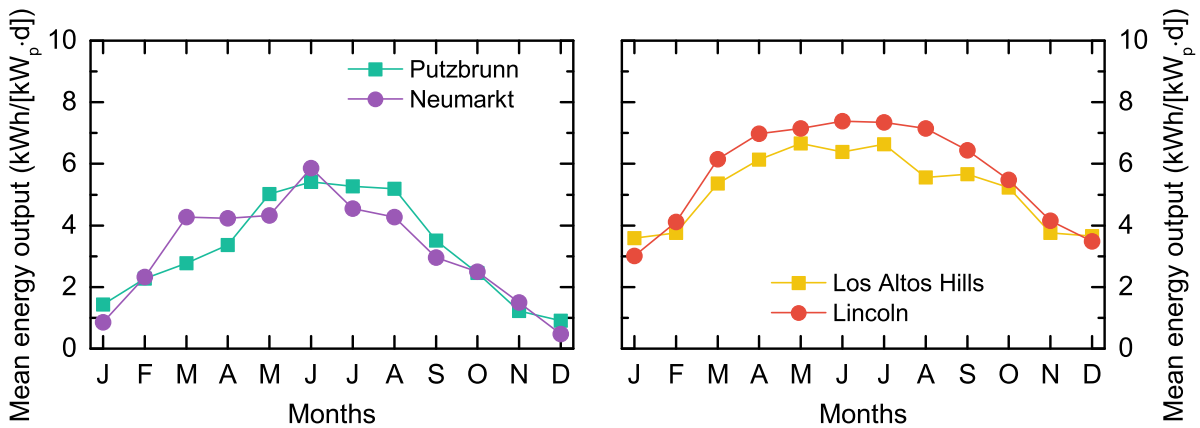 Mean energy output (kWh/[kWp·d])
10
8
6
4
2
0
Putzbrunn
Neumarkt
J F M A M J J A S O N D
Months
Los Altos Hills
Lincoln
J F M A M J J A S O N D
Months
10
8
6
4
2
0
Mean energy output (kWh/[kWp·d])